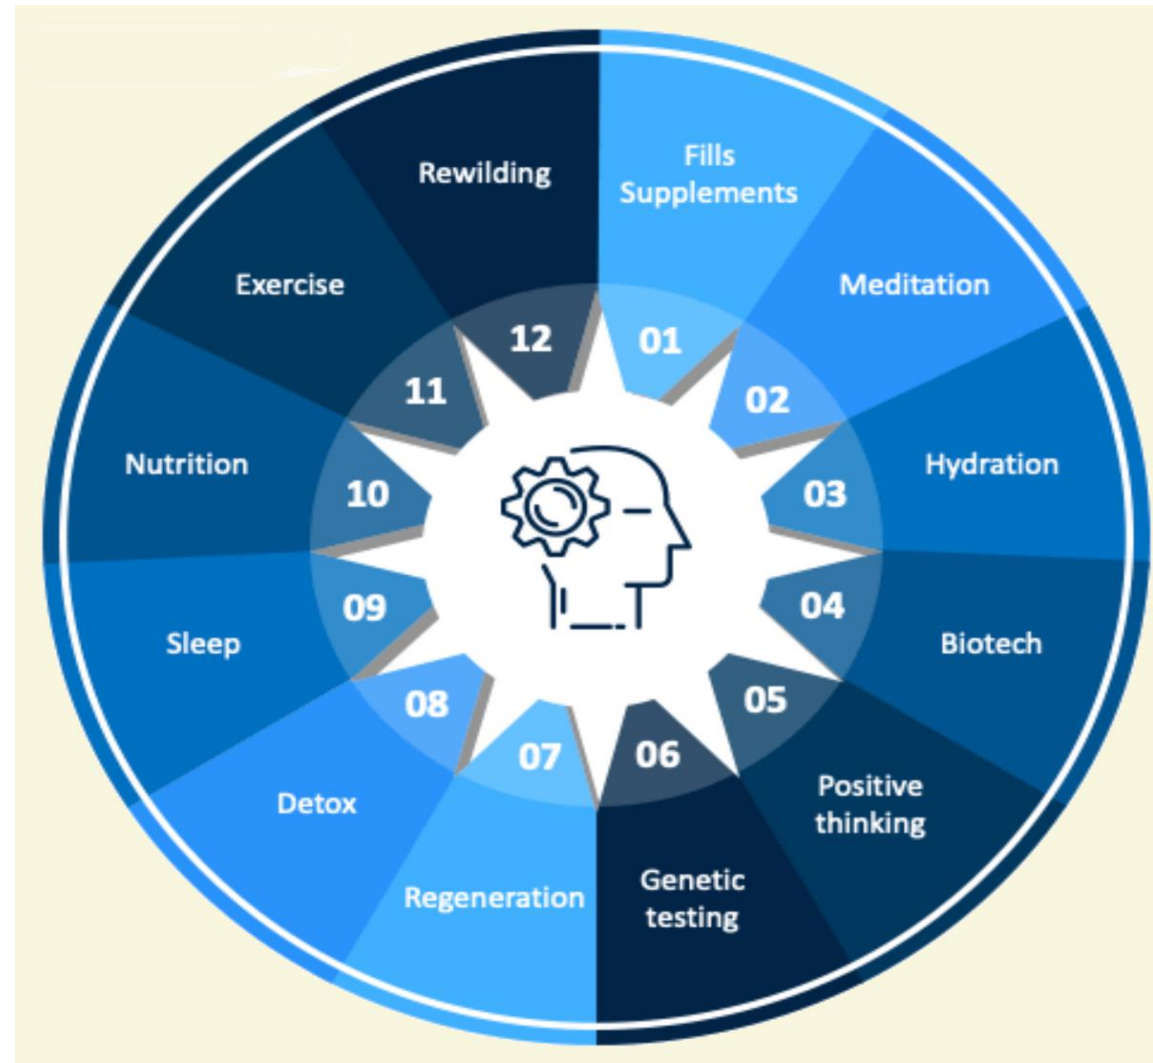 01
Fills
Supplements
02
Meditation
03
Hydration
04
Biotech
05
Positive
thinking
06
Genetic
testing
07
Regeneration
08
Detox
09
Sleep
10
Nutrition
11
Exercise
12
Rewilding